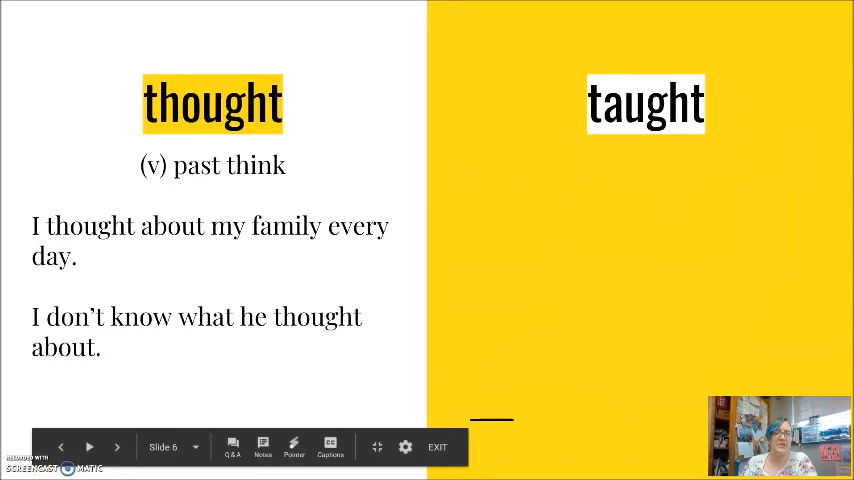 thought
(v) past think
I thought about my family every
day.
I don’t know what he thought
about.
taught
Slide 6
Q & A
Notes
Pointer
Captions
EXIT
RECORDED WITH
SCREENCAST MATIC